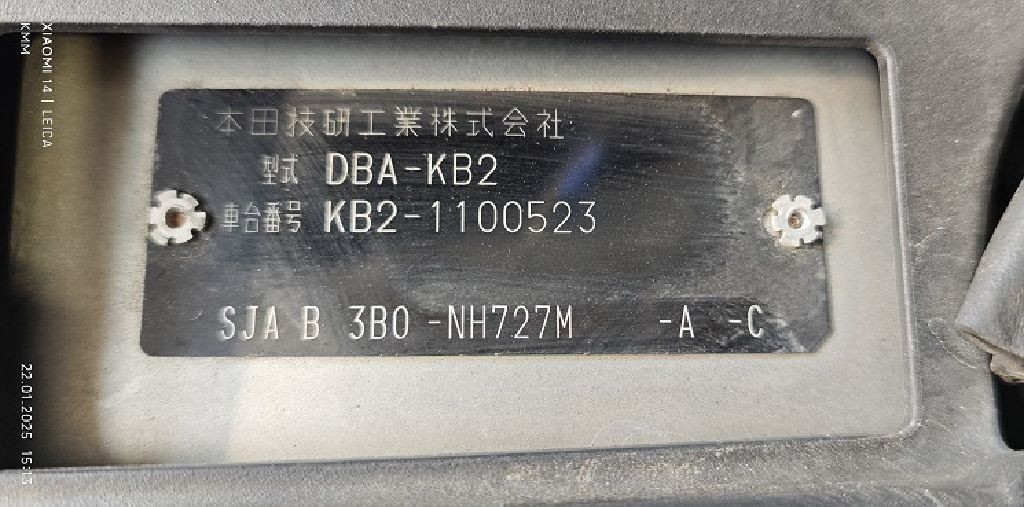 本田技研工業株式会社
型式 DBA-KB2
車台番号 KB2-1100523
SJA B 3B0 -NH727M -A -C
XIAOMI 14 | LEICA
KMM
22.01.2025 15:13